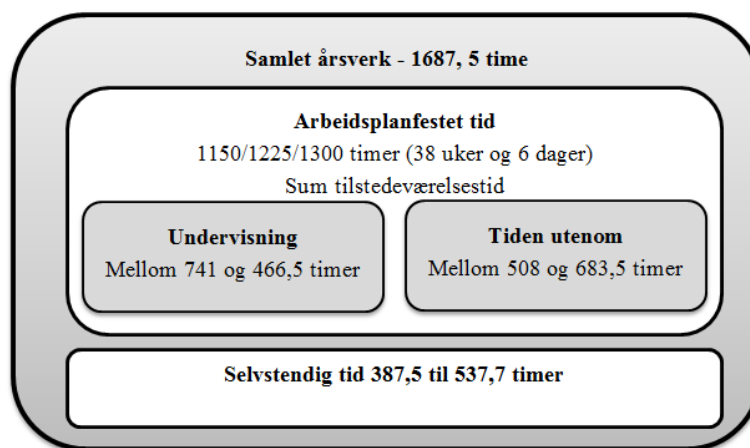 Samlet årsverk - 1687, 5 time
Arbeidsplanfestet tid
1150/1225/1300 timer (38 uker og 6 dager)
Sum tilstedeværelsestid
Undervisning
Mellom 741 og 466,5 timer
Tiden utenom
Mellom 508 og 683,5 timer
Selvstendig tid 387,5 til 537,7 timer